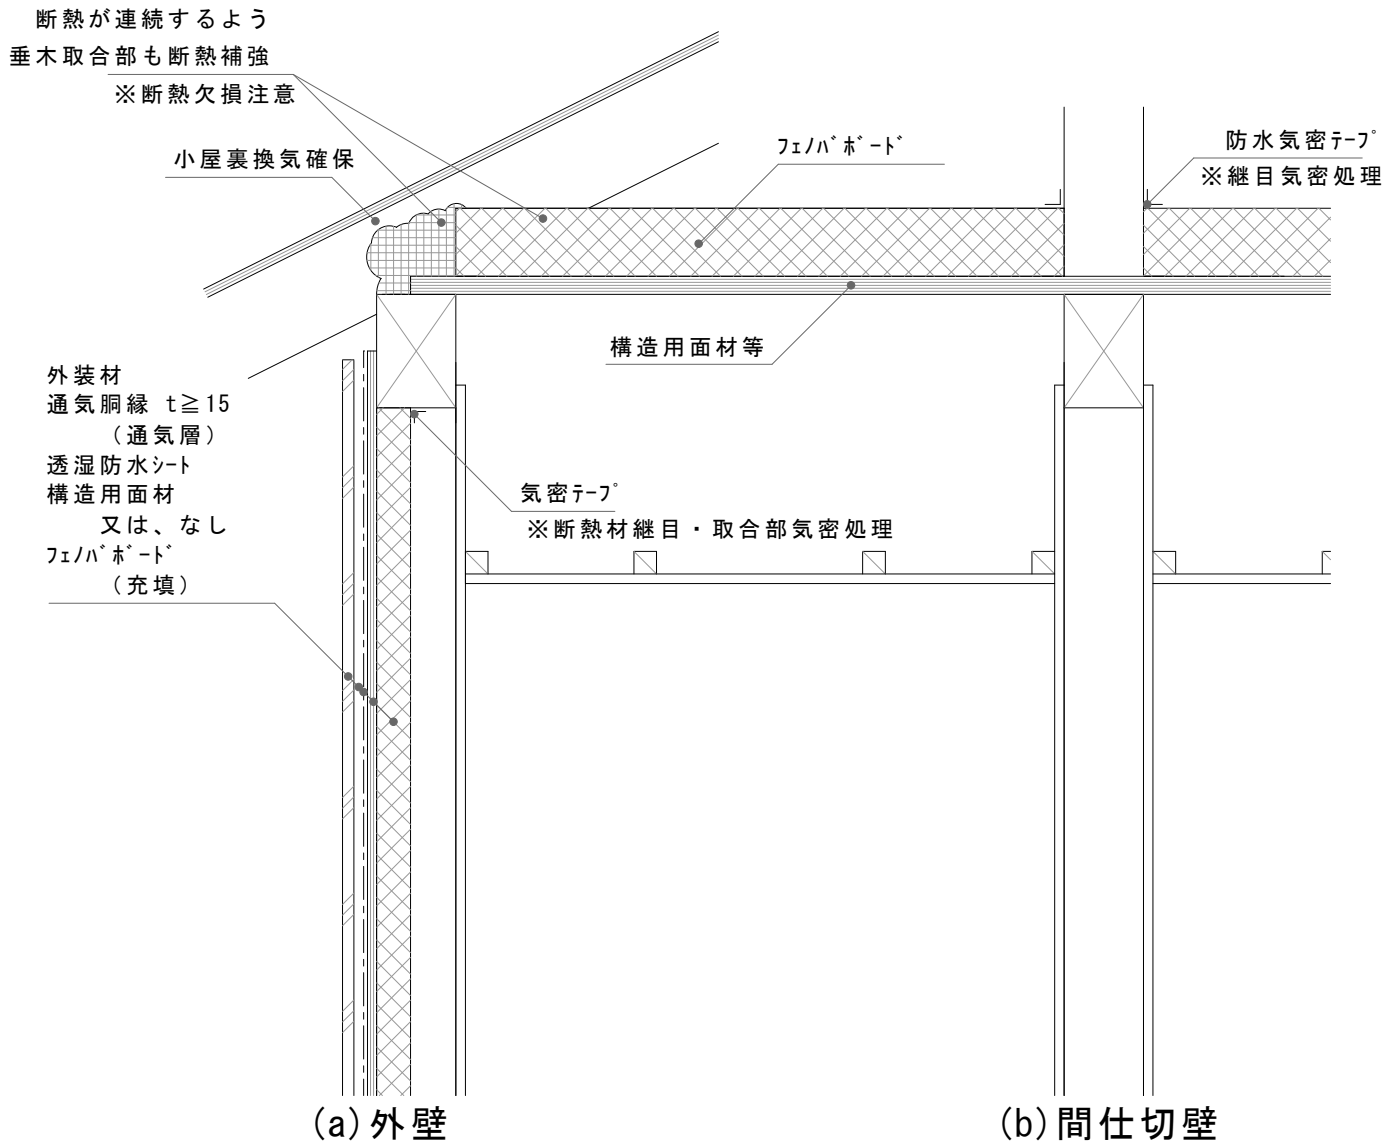 断熱が連続するよう
垂木取合部も断熱補強
※断熱欠損注意
小屋裏換気確保
ﾌｪﾉﾊﾞﾎﾞｰﾄﾞ
防水気密ﾃｰﾌﾟ
※継目気密処理
構造用面材等
外装材
通気胴縁 t≧15
（通気層）
透湿防水ｼｰﾄ
構造用面材
又は、なし
ﾌｪﾉﾊﾞﾎﾞｰﾄﾞ
（充填）
気密ﾃｰﾌﾟ
※断熱材継目・取合部気密処理
(a)外壁
(b)間仕切壁